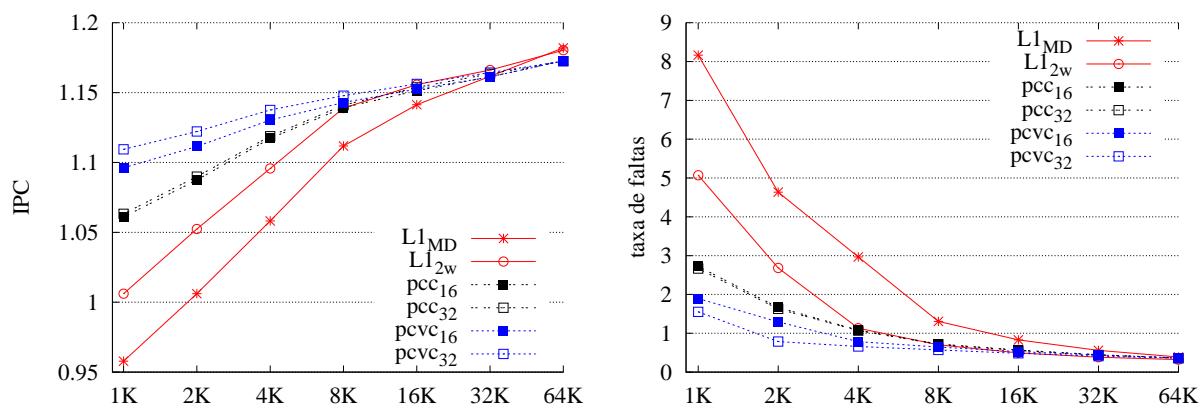 1.2
1.15
1.1
1.05
1
0.95
IPC
L1MD
L12w
pcc16
pcc32
pcvc16
pcvc32
1K 2K 4K 8K 16K 32K 64K
9
8
7
6
5
4
3
2
1
0
taxa de faltas
L1MD
L12w
pcc16
pcc32
pcvc16
pcvc32
1K 2K 4K 8K 16K 32K 64K